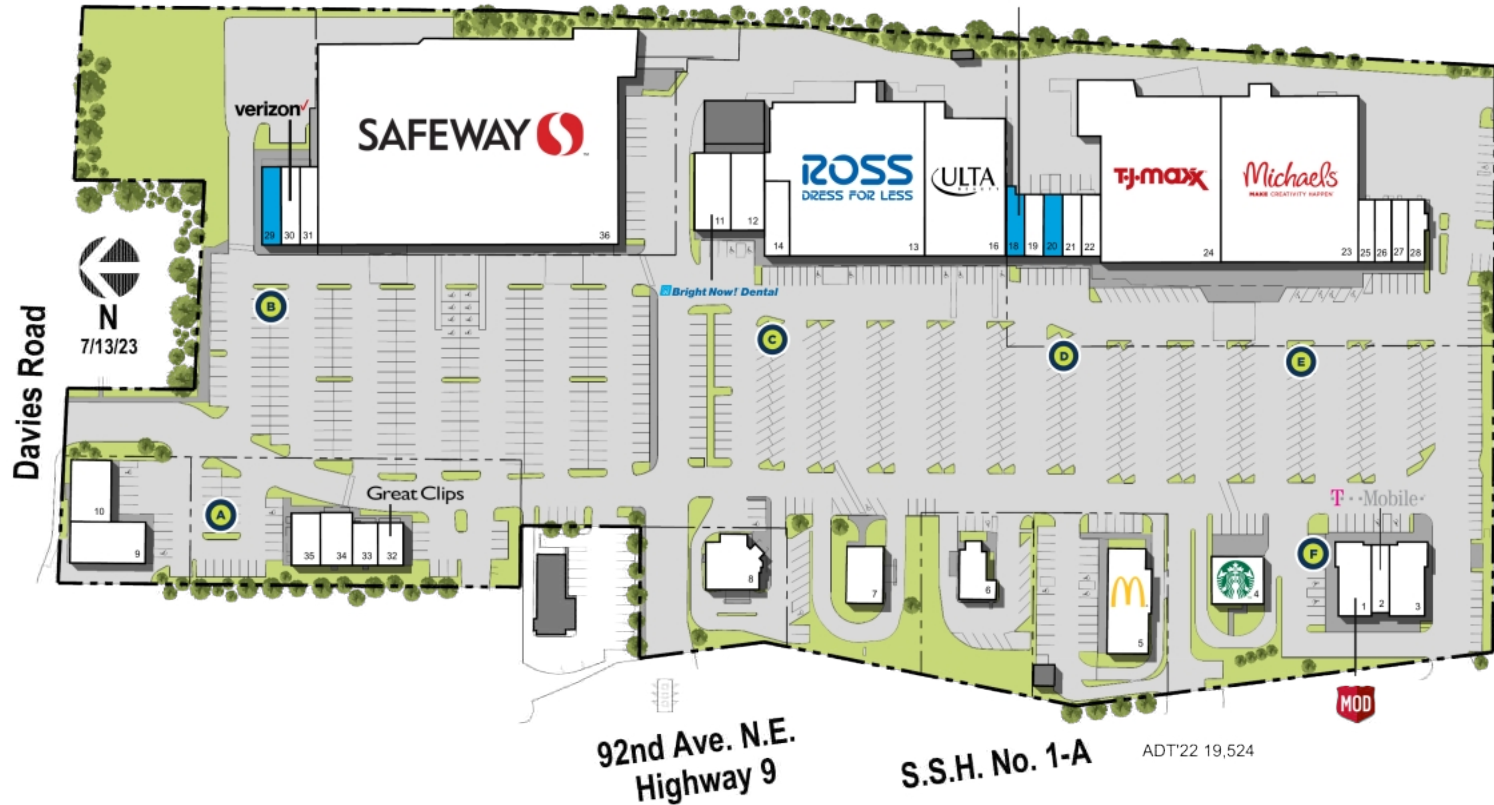 verizon✓
SAFEWAY
ROSS
DRESS FOR LESS
ULTA
BEAUTY
T·J·maxx
Michaels
MAKE CREATIVITY HAPPEN
29
30
31
36
11
12
14
13
16
18
19
20
21
22
24
23
25
26
27
28
Bright Now! Dental
N
7/13/23
Davies Road
B
C
D
E
A
F
Great Clips
T··Mobile·
10
9
35
34
33
32
8
7
6
5
4
1
2
3
MOD
92nd Ave. N.E.
Highway 9
S.S.H. No. 1-A
ADT'22 19,524